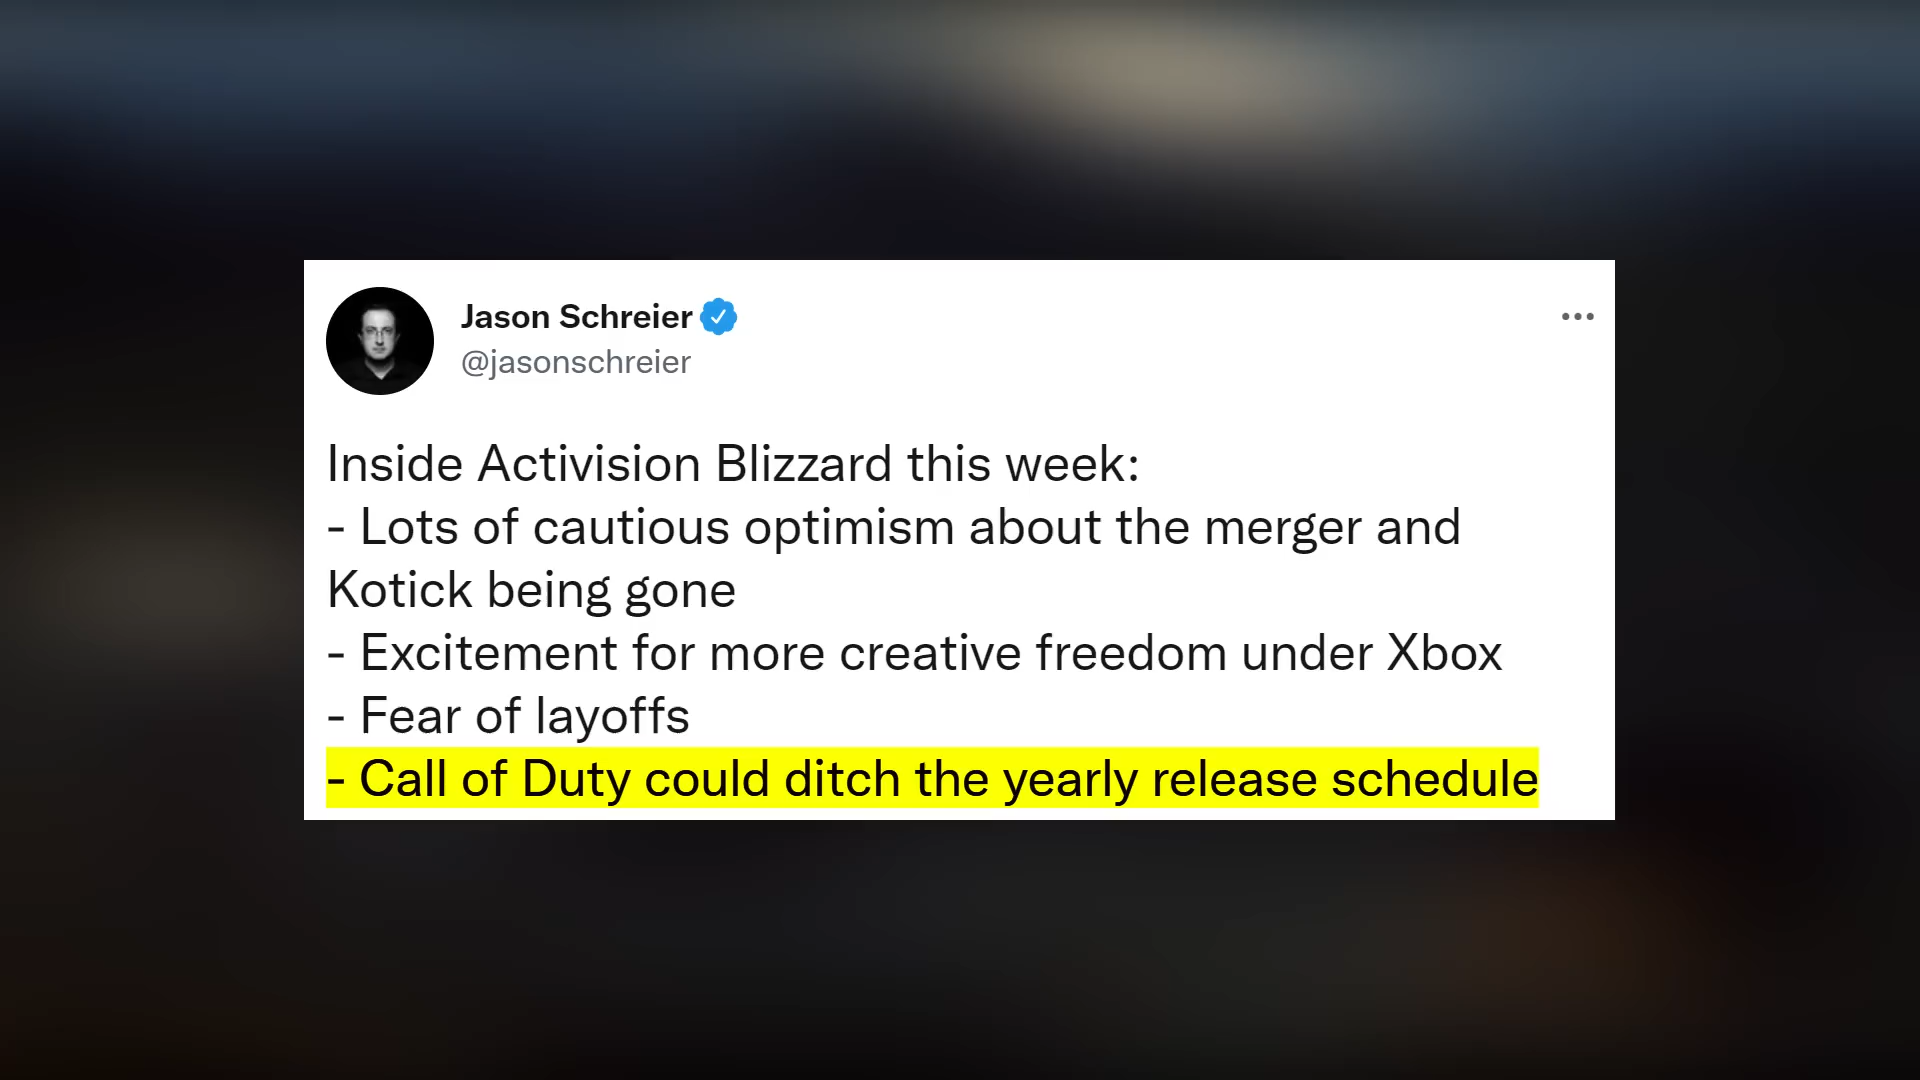 Jason Schreier
@jasonschreier
Inside Activision Blizzard this week:
- Lots of cautious optimism about the merger and
Kotick being gone
- Excitement for more creative freedom under Xbox
- Fear of layoffs
- Call of Duty could ditch the yearly release schedule